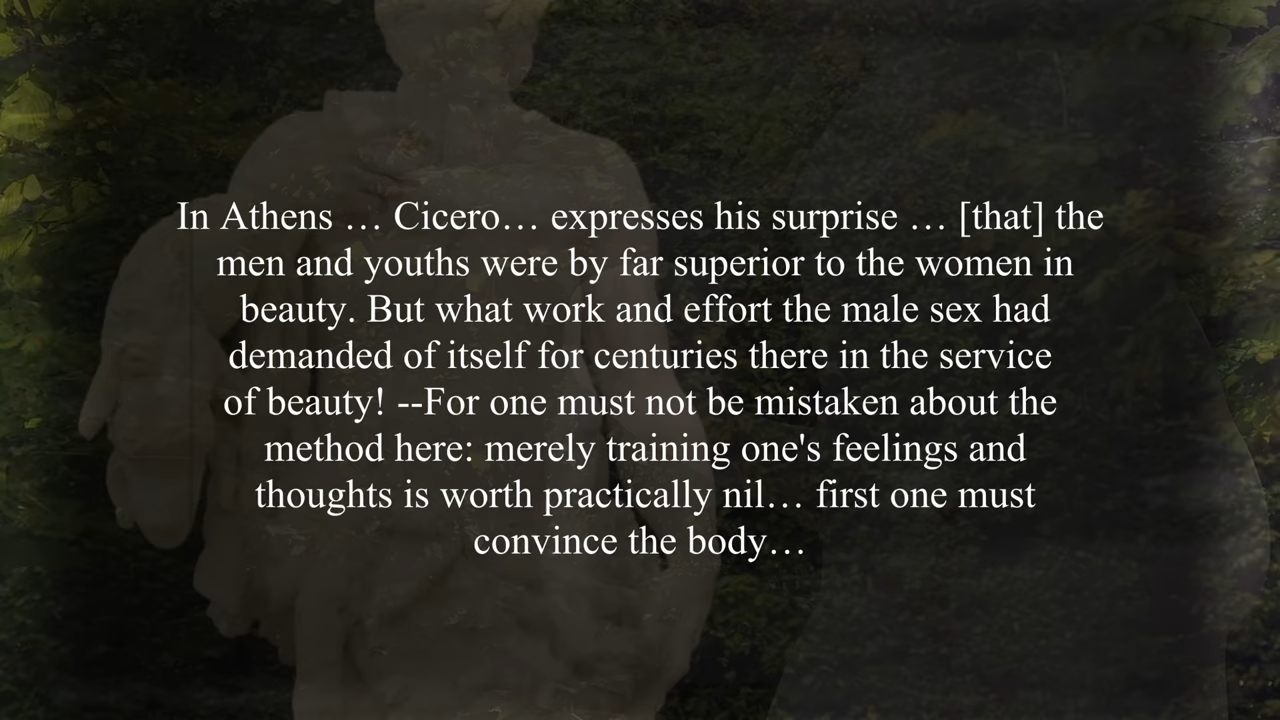 In Athens … Cicero… expresses his surprise … [that] the
men and youths were by far superior to the women in
beauty. But what work and effort the male sex had
demanded of itself for centuries there in the service
of beauty! --For one must not be mistaken about the
method here: merely training one's feelings and
thoughts is worth practically nil… first one must
convince the body…